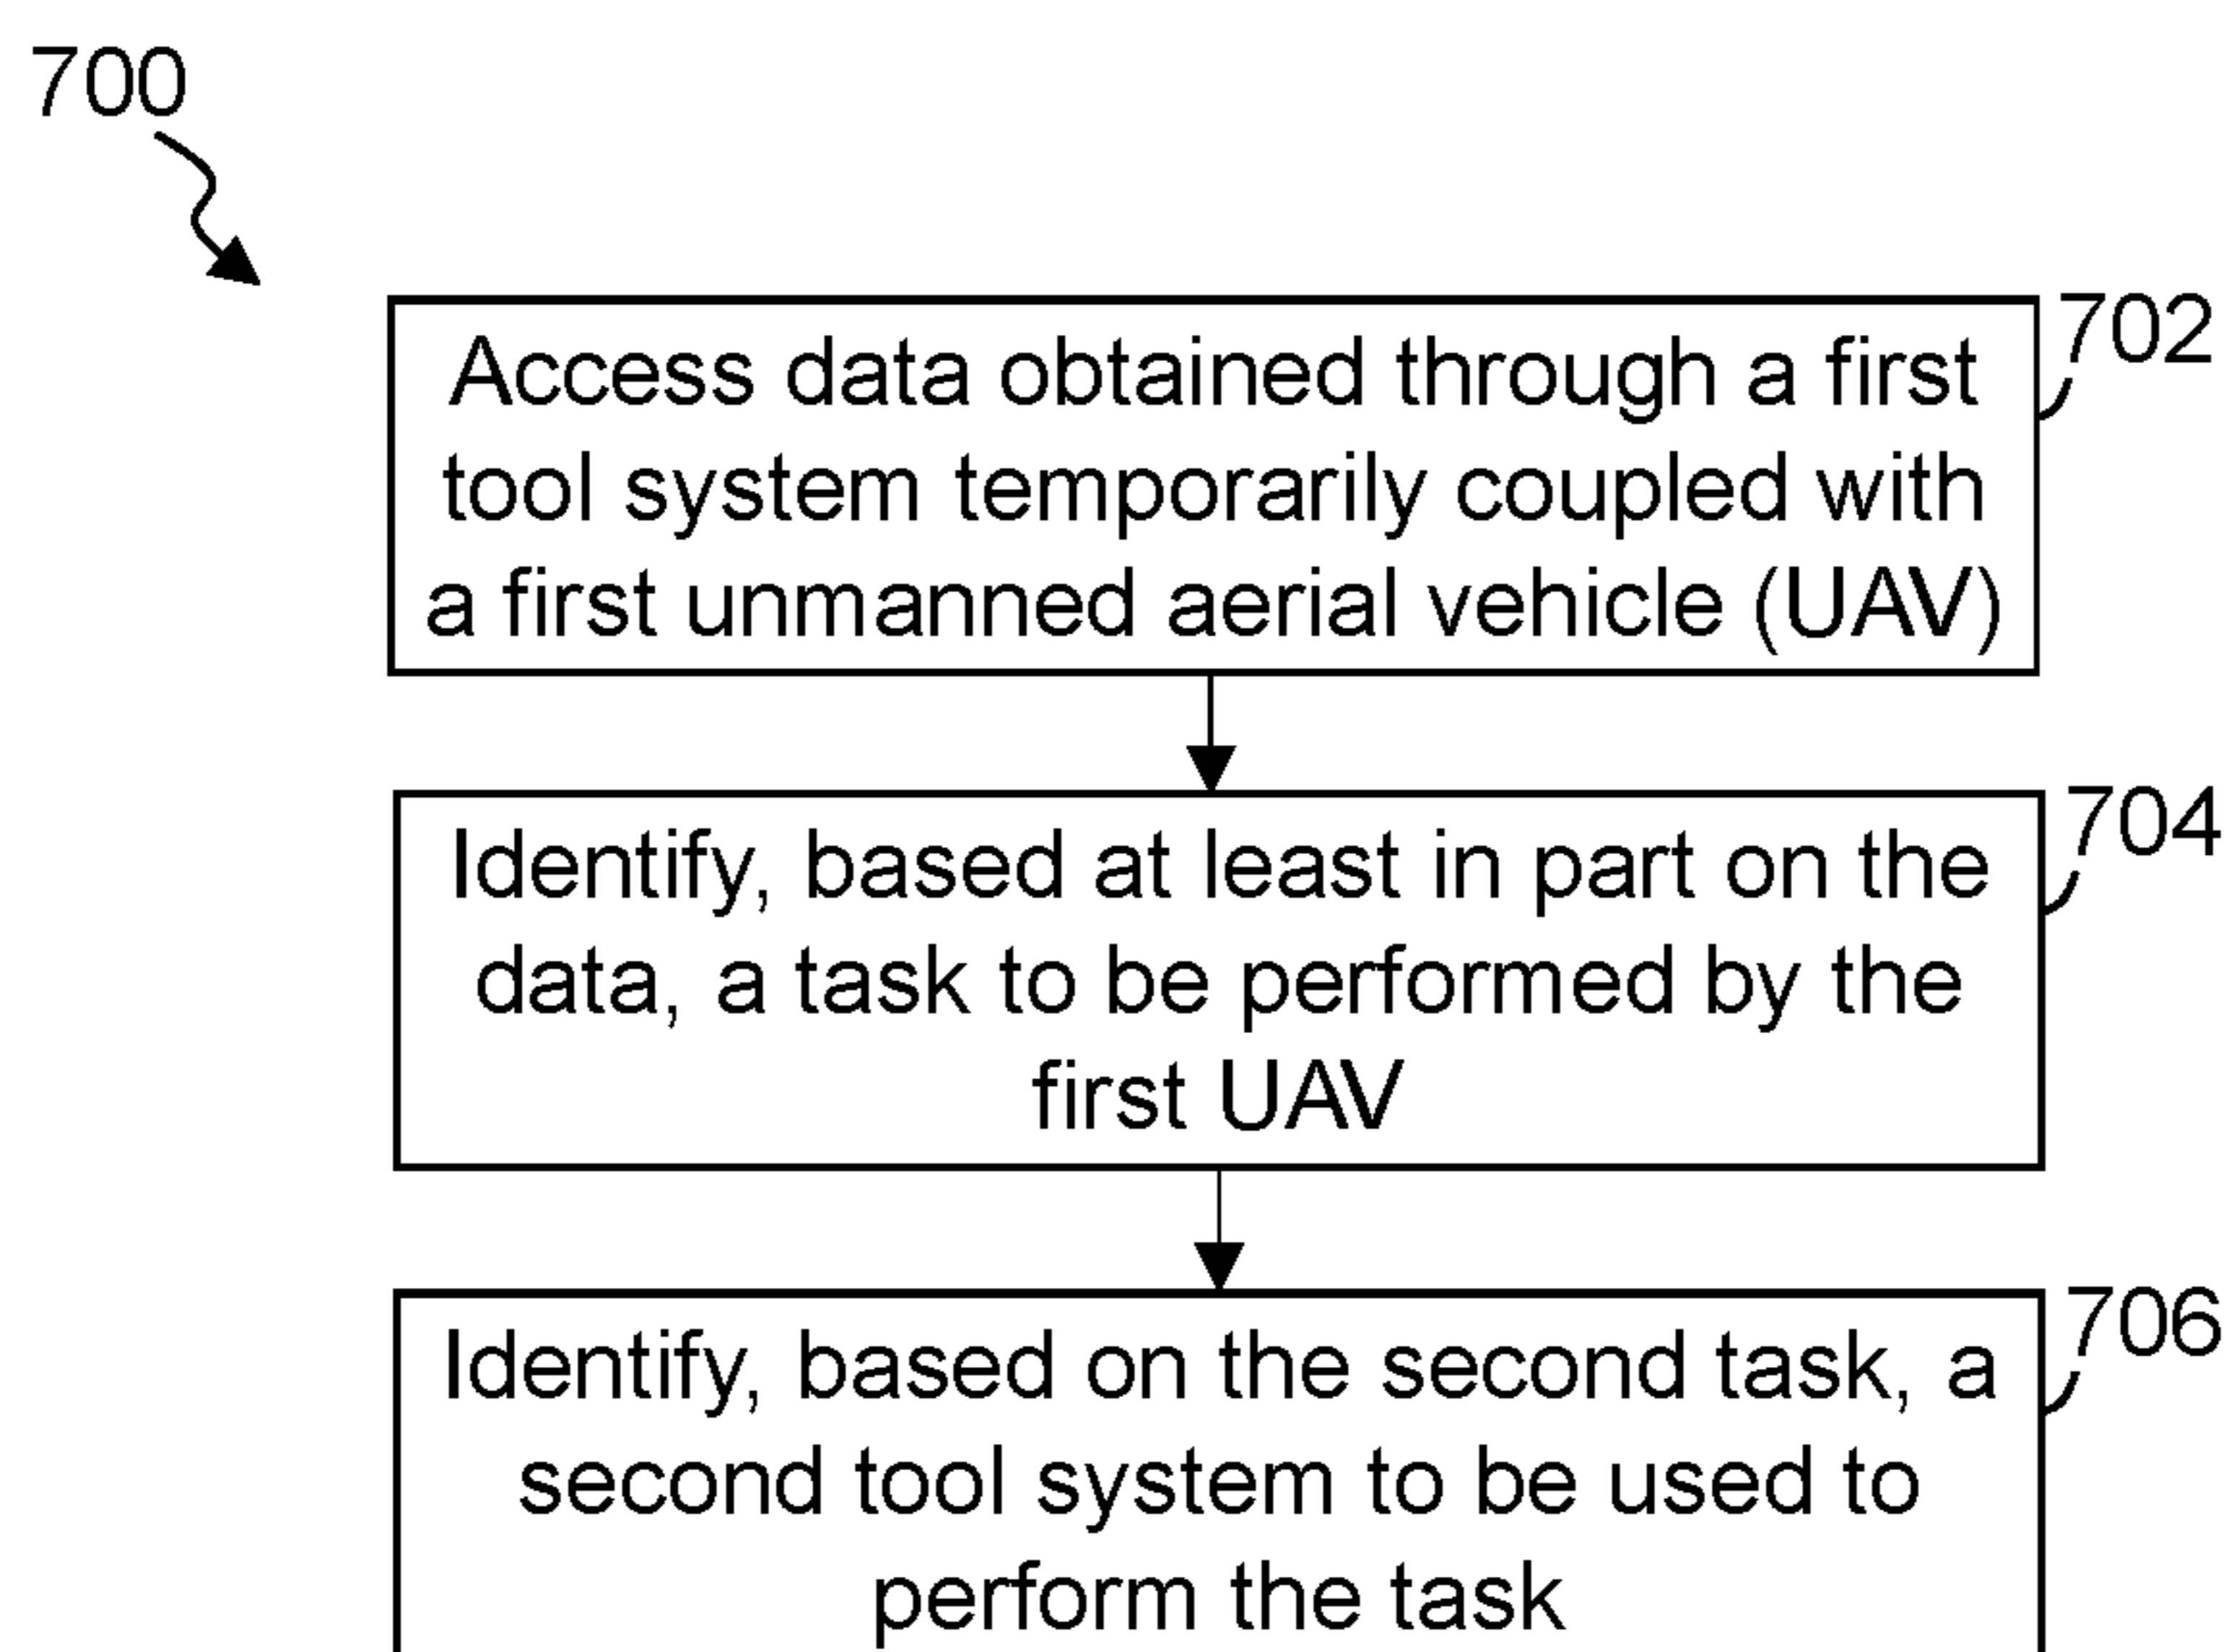 700
702
Access data obtained through a first
tool system temporarily coupled with
a first unmanned aerial vehicle (UAV)
704
Identify, based at least in part on the
data, a task to be performed by the
first UAV
706
Identify, based on the second task, a
second tool system to be used to
perform the task